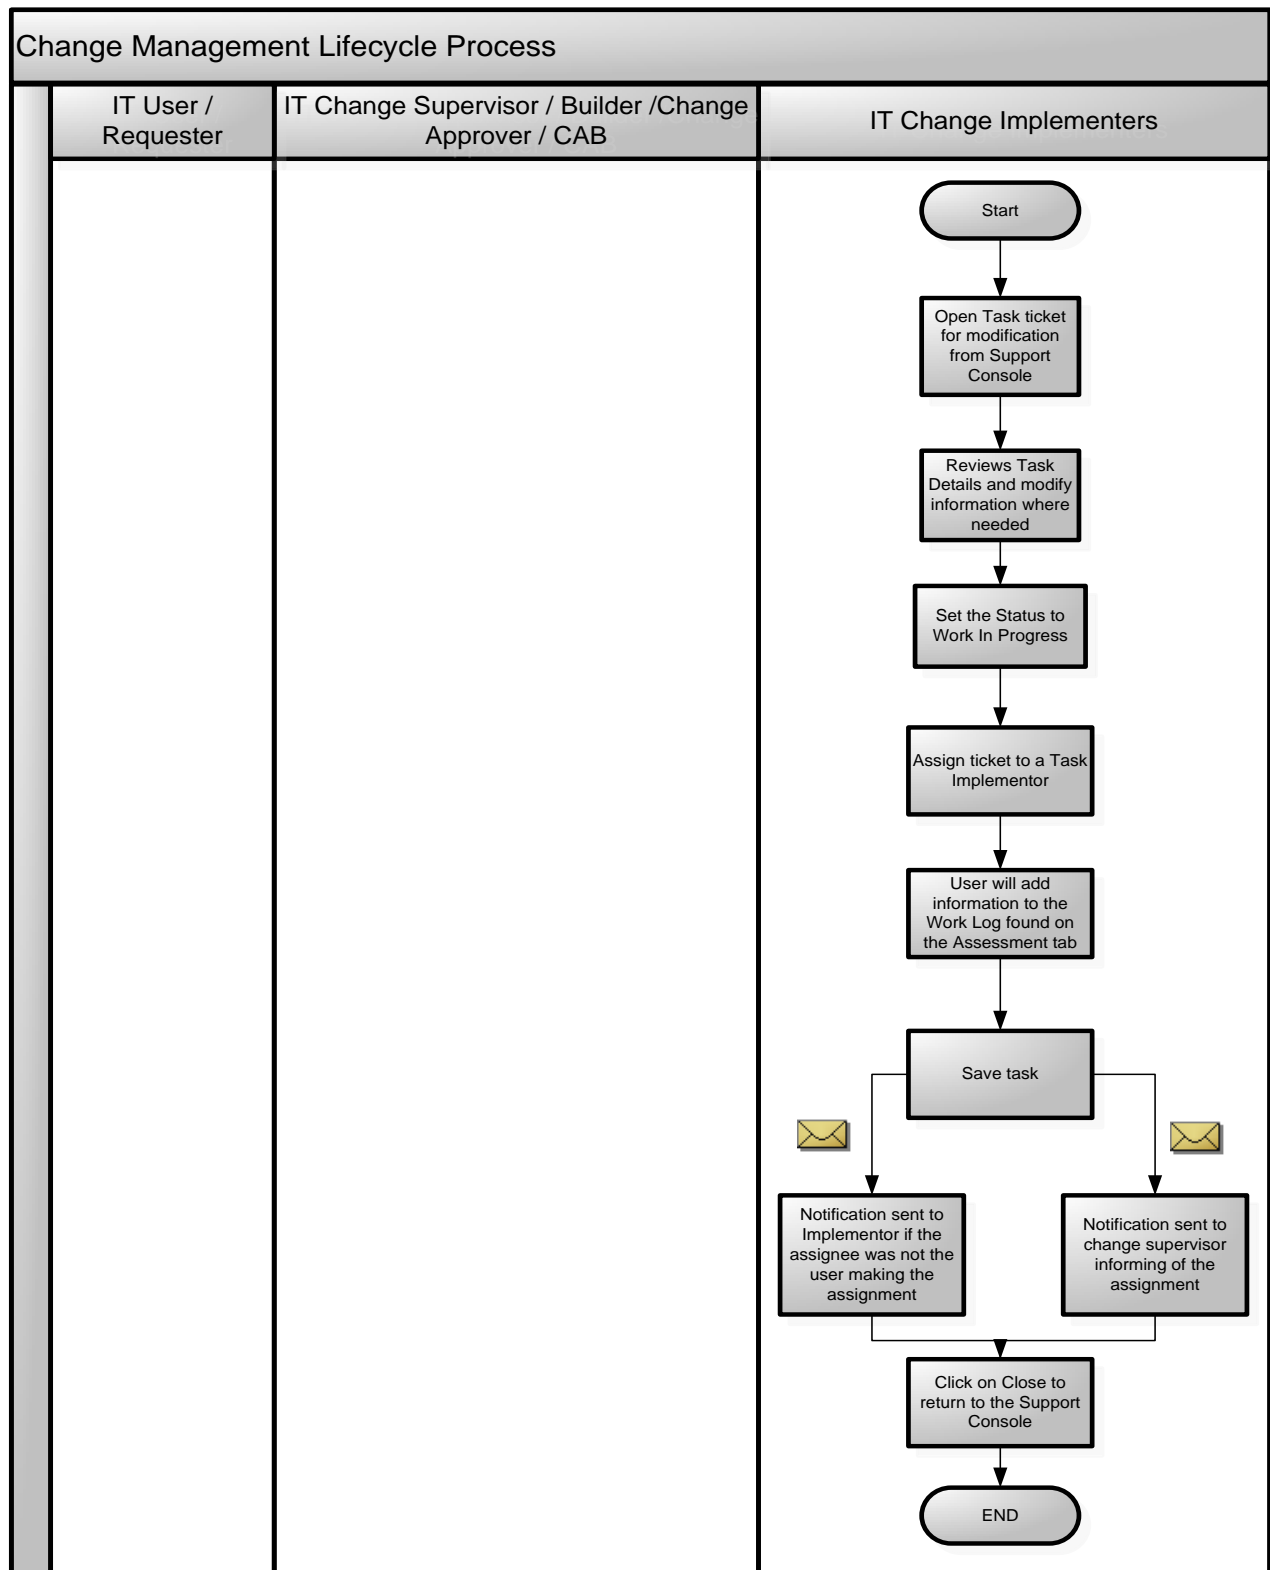 Change Management Lifecycle Process
IT User /
Requester
IT Change Supervisor / Builder /Change
Approver / CAB
IT Change Implementers
Start
Open Task ticket
for modification
from Support
Console
Reviews Task
Details and modify
information where
needed
Set the Status to
Work In Progress
Assign ticket to a Task
Implementor
User will add
information to the
Work Log found on
the Assessment tab
Save task
Notification sent to
Implementor if the
assignee was not the
user making the
assignment
Notification sent to
change supervisor
informing of the
assignment
Click on Close to
return to the Support
Console
END